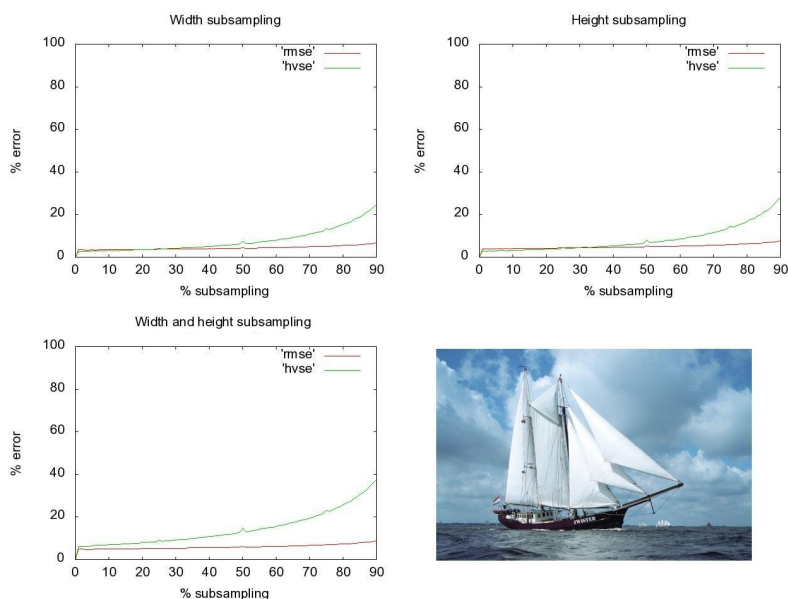 Width subsampling
100
80
60
40
20
0
% error
0 10 20 30 40 50 60 70 80 90
% subsampling
'rmse'
'hvse'
Height subsampling
100
80
60
40
20
0
% error
0 10 20 30 40 50 60 70 80 90
% subsampling
'rmse'
'hvse'
Width and height subsampling
100
80
60
40
20
0
% error
0 10 20 30 40 50 60 70 80 90
% subsampling
'rmse'
'hvse'
TWISTER